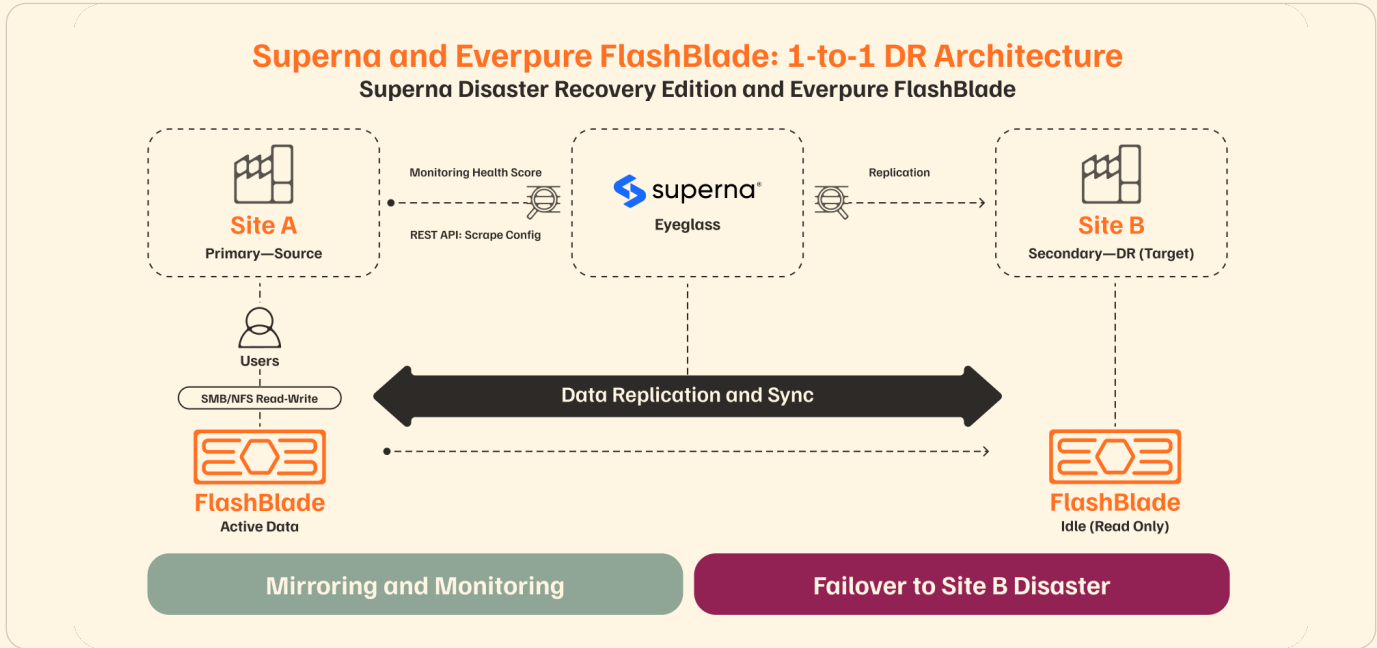 Superna and Everpure FlashBlade: 1-to-1 DR Architecture
Superna Disaster Recovery Edition and Everpure FlashBlade
Site A
Primary—Source
Monitoring Health Score
REST API: Scrape Config
superna®
Eyeglass
Replication
Site B
Secondary—DR (Target)
Users
SMB/NFS Read-Write
Data Replication and Sync
FlashBlade
Active Data
FlashBlade
Idle (Read Only)
Mirroring and Monitoring
Failover to Site B Disaster